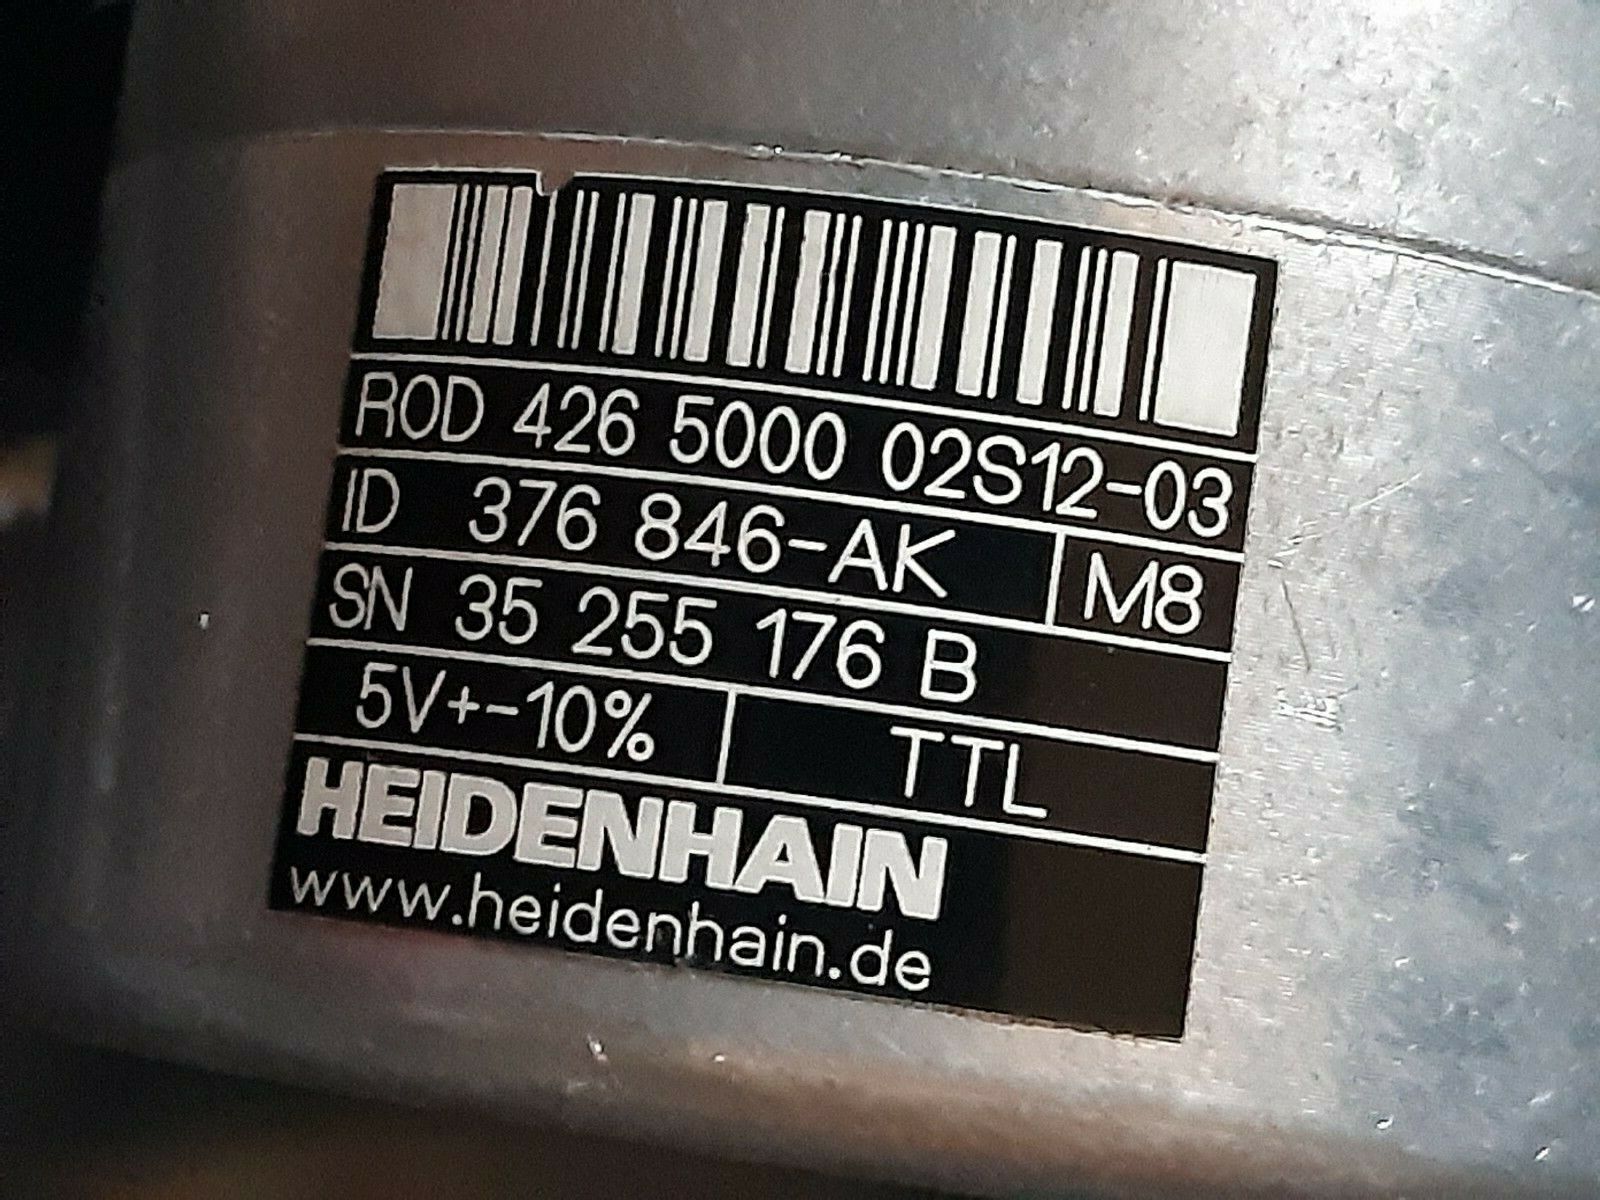 ROD 426 5000 02S12-03
ID 376 846-AK M8
SN 35 255 176 B
5V+-10% TTL
HEIDENHAIN
www.heidenhain.de